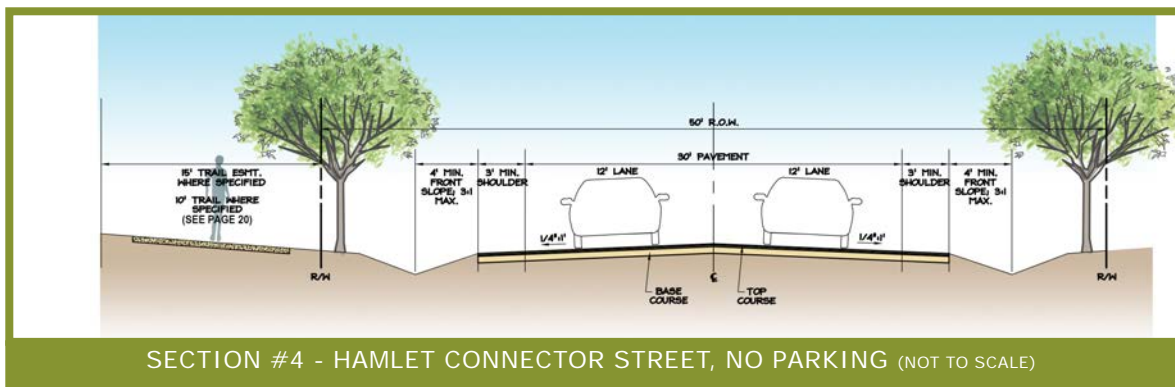 50' R.O.W.
30' PAVEMENT
15' TRAIL ESMT.
WHERE SPECIFIED
10' TRAIL WHERE
SPECIFIED
(SEE PAGE 20)
4' MIN.
FRONT
SLOPE; 3:1
MAX.
3' MIN.
SHOULDER
12' LANE
12' LANE
3' MIN.
SHOULDER
4' MIN.
FRONT
SLOPE; 3:1
MAX.
1/4":1'
1/4":1'
R/W
BASE
COURSE
℄
TOP
COURSE
R/W
SECTION #4 - HAMLET CONNECTOR STREET, NO PARKING (NOT TO SCALE)